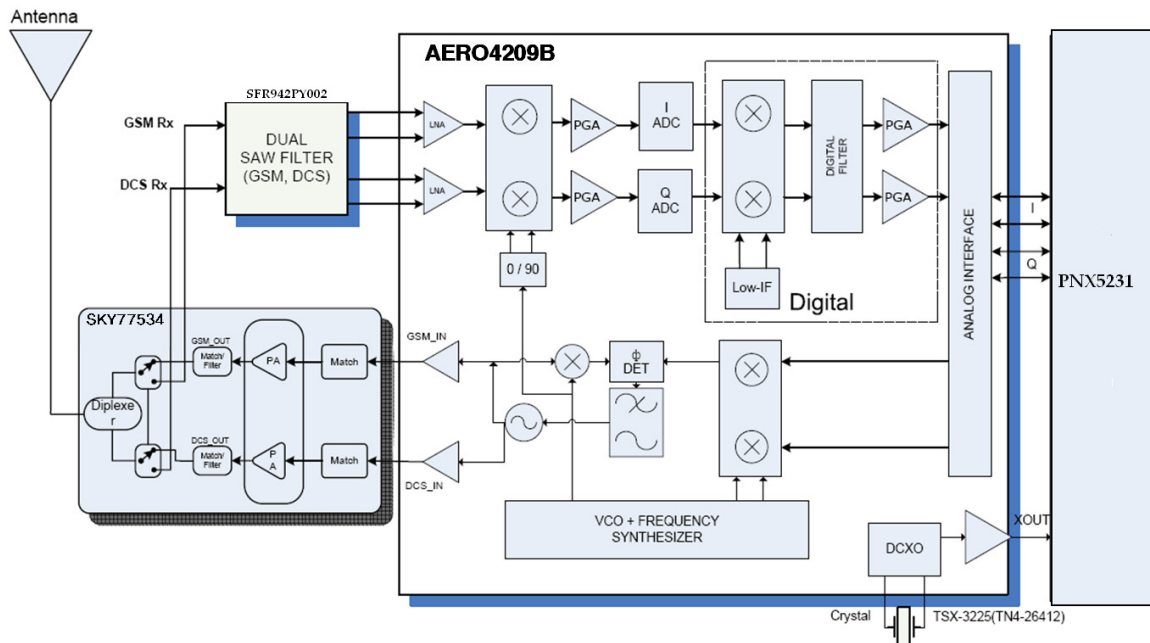 Antenna
AERO4209B
SFR942PY002
DUAL
SAW FILTER
(GSM, DCS)
GSM Rx
DCS Rx
LNA
LNA
PGA
PGA
I
ADC
Q
ADC
DIGITAL
FILTER
PGA
PGA
Low-IF
Digital
0 / 90
ANALOG INTERFACE
I
Q
PNX5231
SKY77534
Diplexe
r
GSM_OUT
Match/
Filter
PA
Match
GSM_IN
DCS_OUT
Match/
Filter
P
A
Match
DCS_IN
Φ
DET
VCO + FREQUENCY
SYNTHESIZER
DCXO
XOUT
Crystal
TSX-3225(TN4-26412)